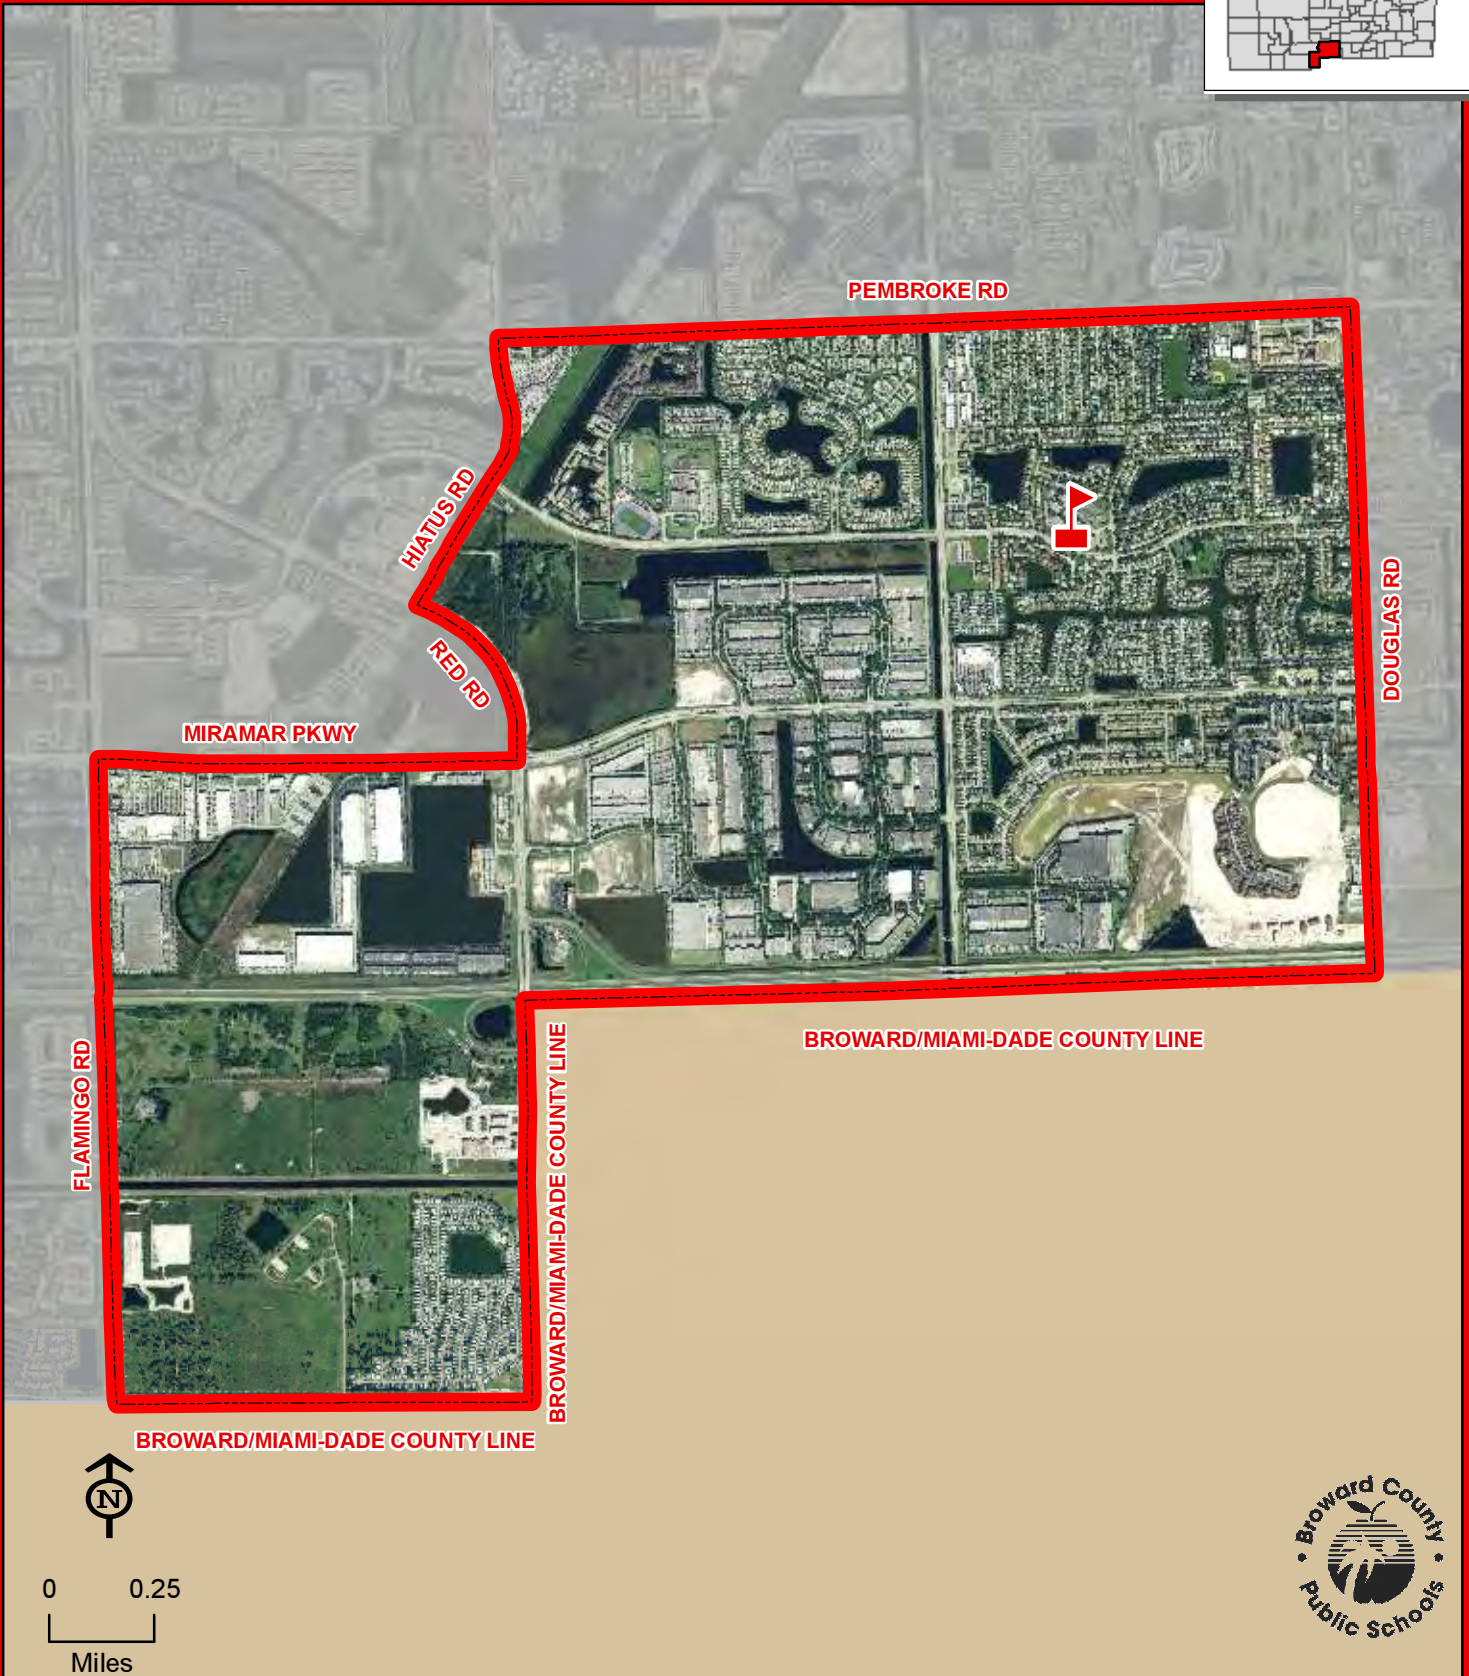 PEMBROKE RD
HIATUS RD
DOUGLAS RD
RED RD
MIRAMAR PKWY
BROWARD/MIAMI-DADE COUNTY LINE
FLAMINGO RD
BROWARD/MIAMI-DADE COUNTY LINE
BROWARD/MIAMI-DADE COUNTY LINE
N
Broward County
Public Schools
0 0.25
Miles